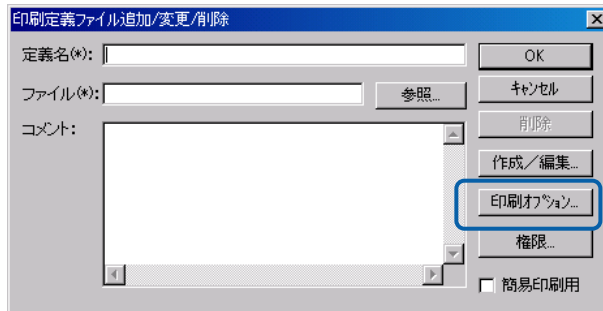 印刷定義ファイル追加/変更/削除
定義名(*):
OK
ファイル(*):
参照...
ｷｬﾝｾﾙ
コメント:
削除
作成／編集...
印刷ｵﾌﾟｼｮﾝ...
権限...
簡易印刷用